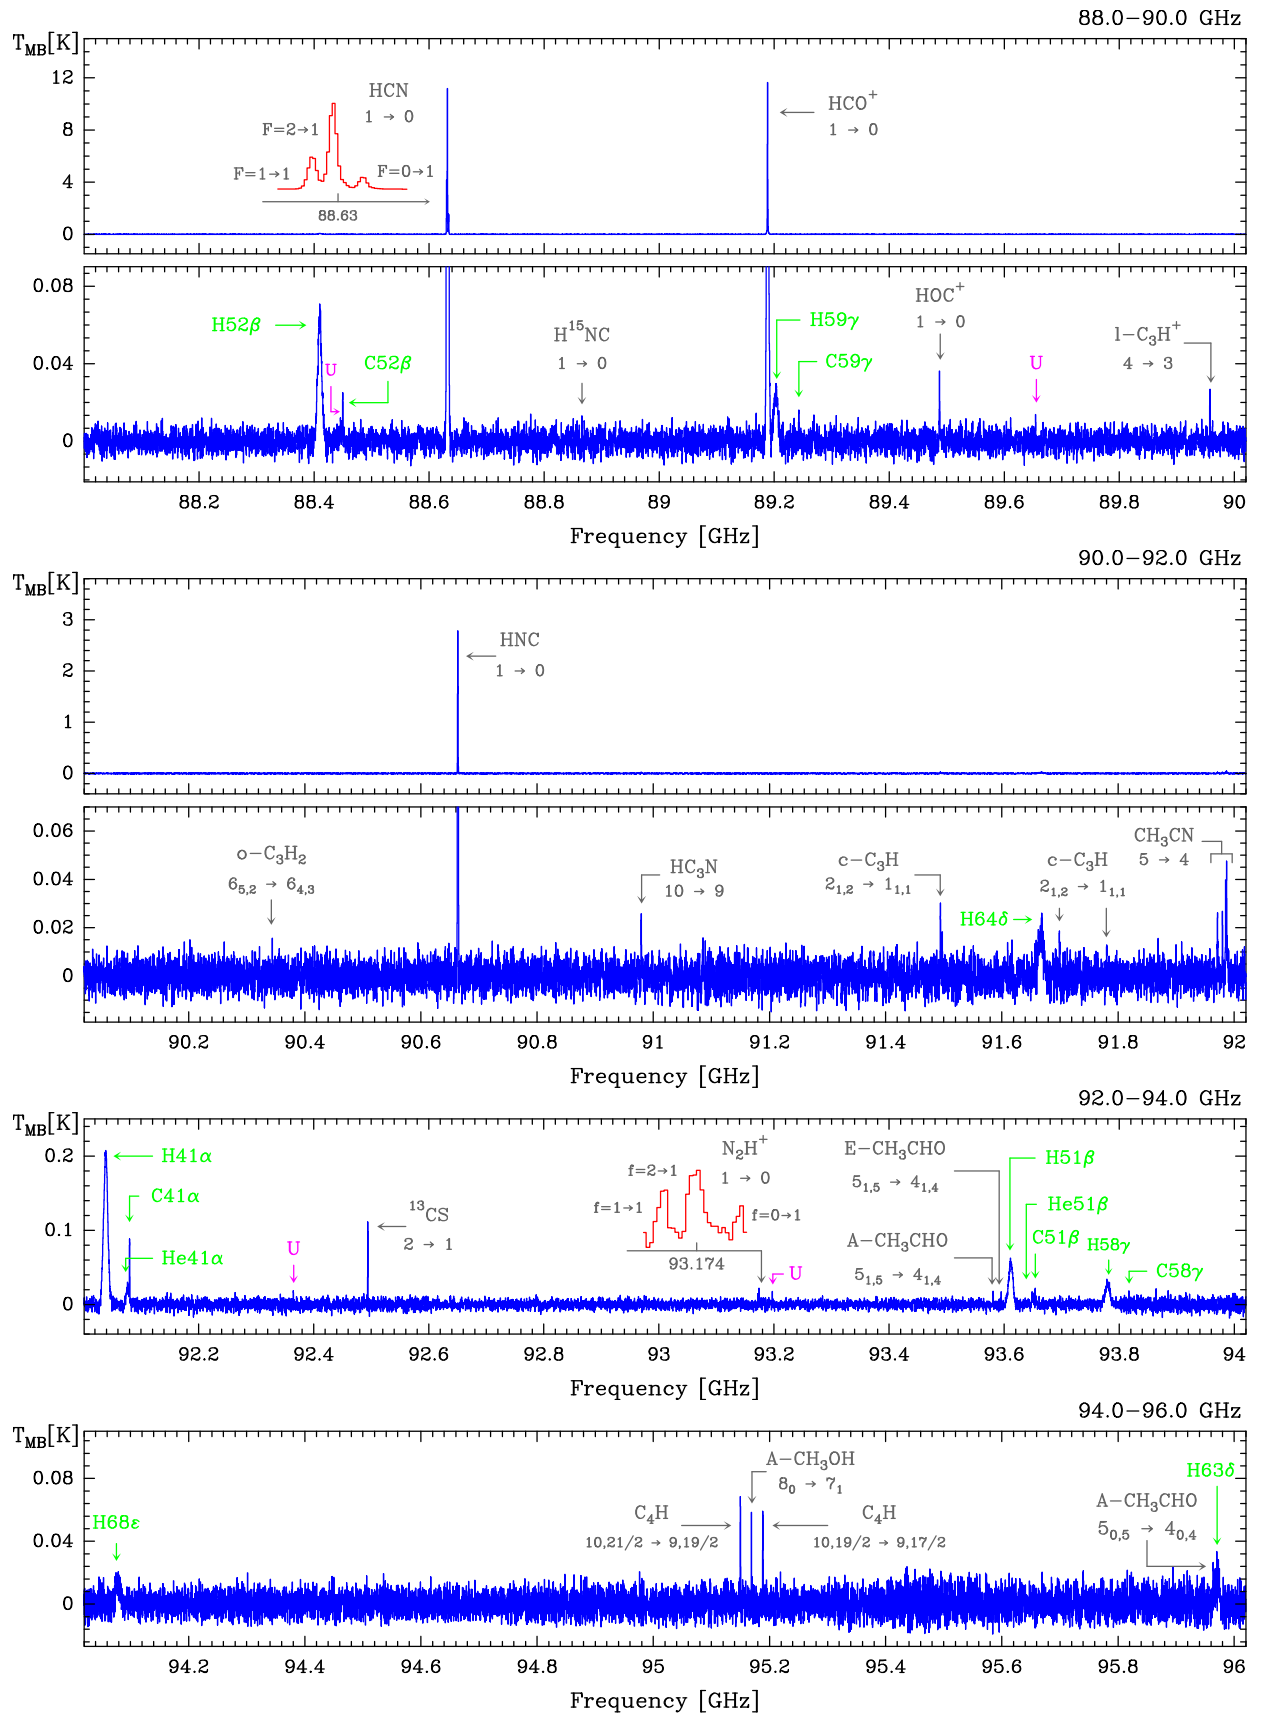 88.0−90.0 GHz
T_MB[K]
12
8
4
0
HCN
1 → 0
F=2→1
F=1→1
F=0→1
88.63
HCO⁺
1 → 0
0.08
0.04
0
H52β
U
C52β
H¹⁵NC
1 → 0
H59γ
C59γ
HOC⁺
1 → 0
U
l−C₃H⁺
4 → 3
88.2 88.4 88.6 88.8 89 89.2 89.4 89.6 89.8 90
Frequency [GHz]
90.0−92.0 GHz
T_MB[K]
3
2
1
0
HNC
1 → 0
0.06
0.04
0.02
0
o−C₃H₂
6₅,₂ → 6₄,₃
HC₃N
10 → 9
c−C₃H
2₁,₂ → 1₁,₁
H64δ
c−C₃H
2₁,₂ → 1₁,₁
CH₃CN
5 → 4
90.2 90.4 90.6 90.8 91 91.2 91.4 91.6 91.8 92
Frequency [GHz]
92.0−94.0 GHz
T_MB[K]
0.2
0.1
0
H41α
C41α
He41α
U
¹³CS
2 → 1
N₂H⁺
1 → 0
f=2→1
f=1→1
f=0→1
93.174
U
E−CH₃CHO
5₁,₅ → 4₁,₄
A−CH₃CHO
5₁,₅ → 4₁,₄
H51β
He51β
C51β
H58γ
C58γ
92.2 92.4 92.6 92.8 93 93.2 93.4 93.6 93.8 94
Frequency [GHz]
94.0−96.0 GHz
T_MB[K]
0.08
0.04
0
H68ε
C₄H
10,21/2 → 9,19/2
A−CH₃OH
8₀ → 7₁
C₄H
10,19/2 → 9,17/2
A−CH₃CHO
5₀,₅ → 4₀,₄
H63δ
94.2 94.4 94.6 94.8 95 95.2 95.4 95.6 95.8 96
Frequency [GHz]